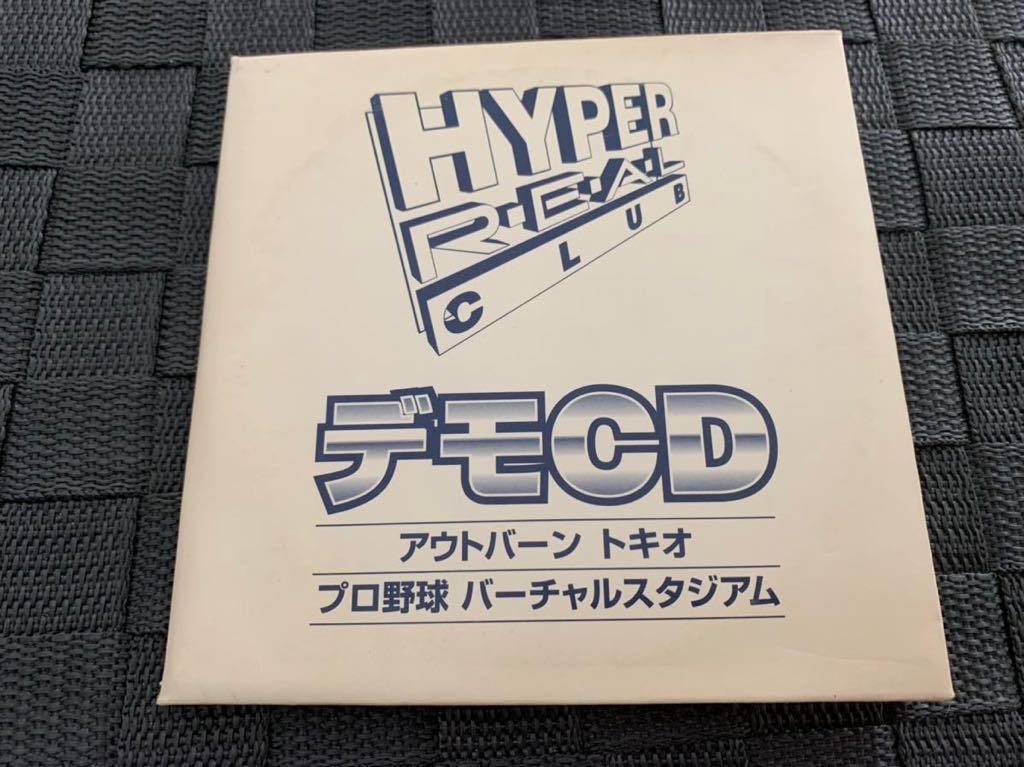 HYPER
R・E・A・L
CLUB
デモCD
アウトバーン トキオ
プロ野球 バーチャルスタジアム